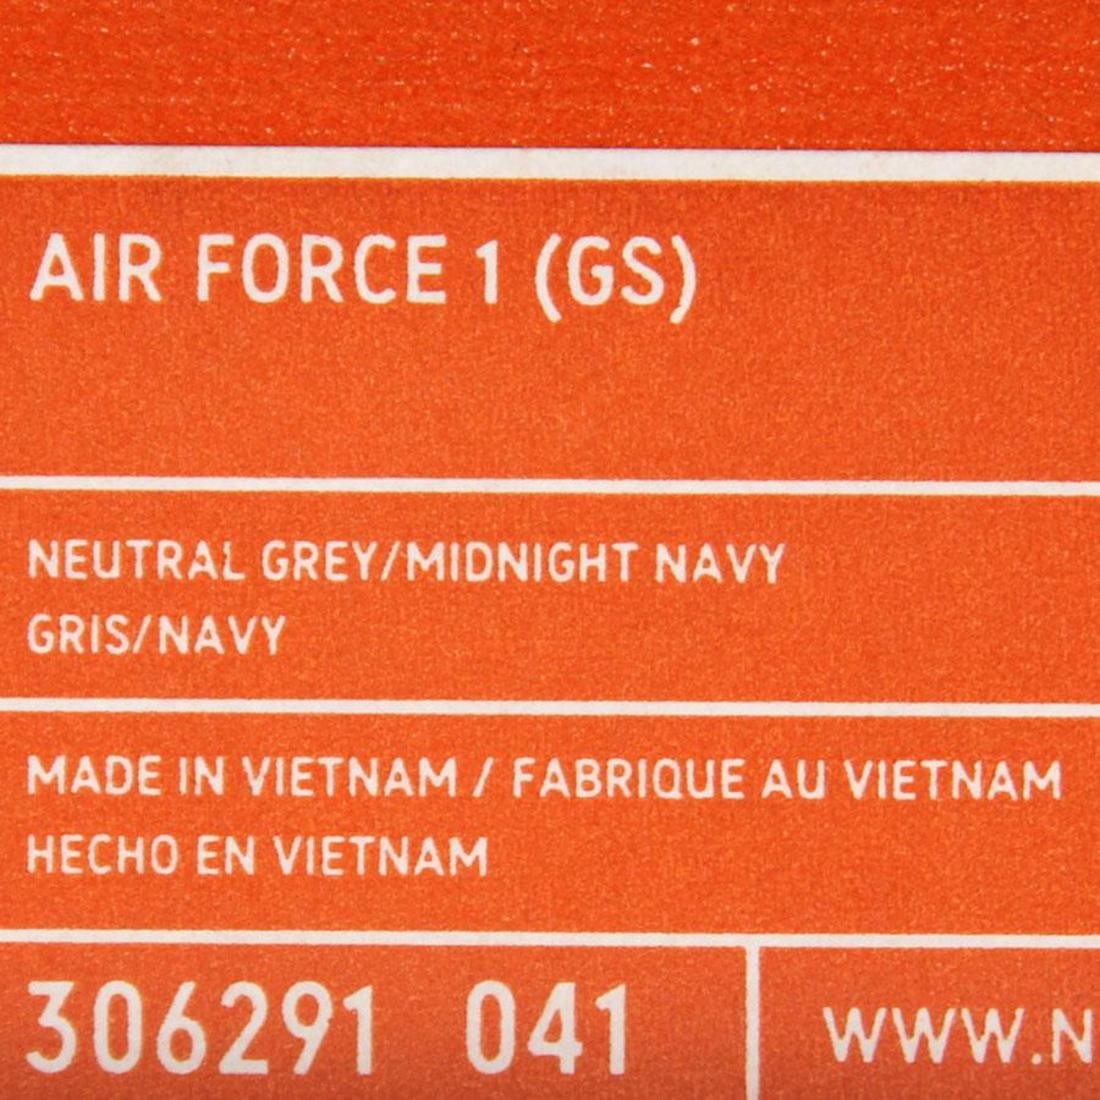 AIR FORCE 1 (GS)
NEUTRAL GREY/MIDNIGHT NAVY
GRIS/NAVY
MADE IN VIETNAM / FABRIQUE AU VIETNAM
HECHO EN VIETNAM
306291 041
WWW.N